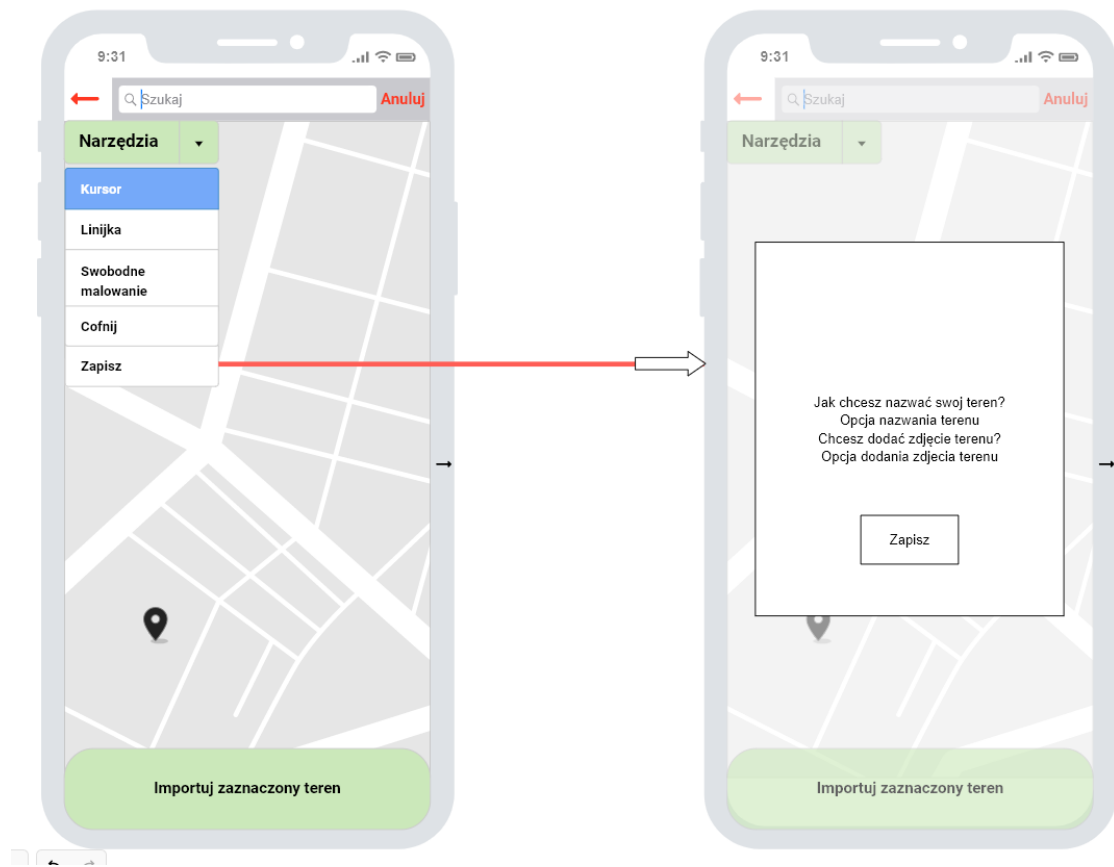 9:31
Szukaj
Anuluj
Narzędzia
Kursor
Linijka
Swobodne
malowanie
Cofnij
Zapisz
Importuj zaznaczony teren
9:31
Szukaj
Anuluj
Narzędzia
Jak chcesz nazwać swoj teren?
Opcja nazwania terenu
Chcesz dodać zdjęcie terenu?
Opcja dodania zdjecia terenu
Zapisz
Importuj zaznaczony teren